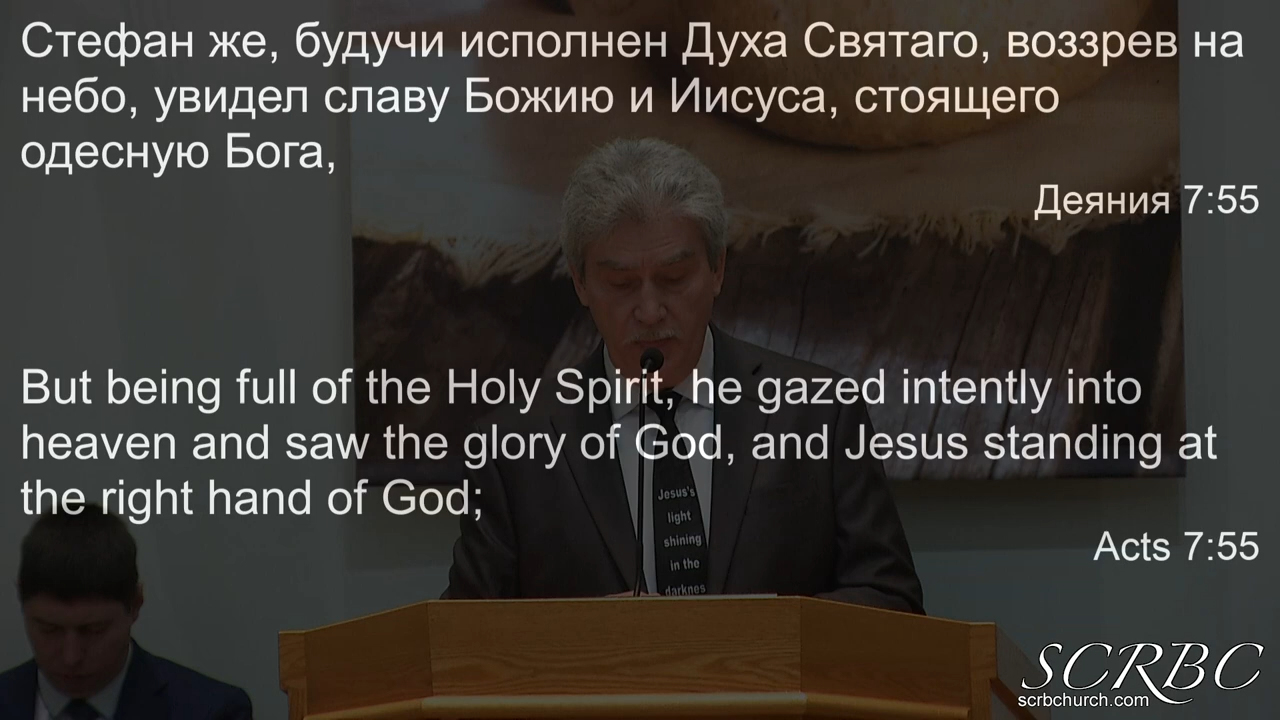 Стефан же, будучи исполнен Духа Святаго, воззрев на
небо, увидел славу Божию и Иисуса, стоящего
одесную Бога,
Деяния 7:55
But being full of the Holy Spirit, he gazed intently into
heaven and saw the glory of God, and Jesus standing at
the right hand of God;
Acts 7:55
Jesus's
light
shining
in the
darknes
SCRBC
scrbchurch.com